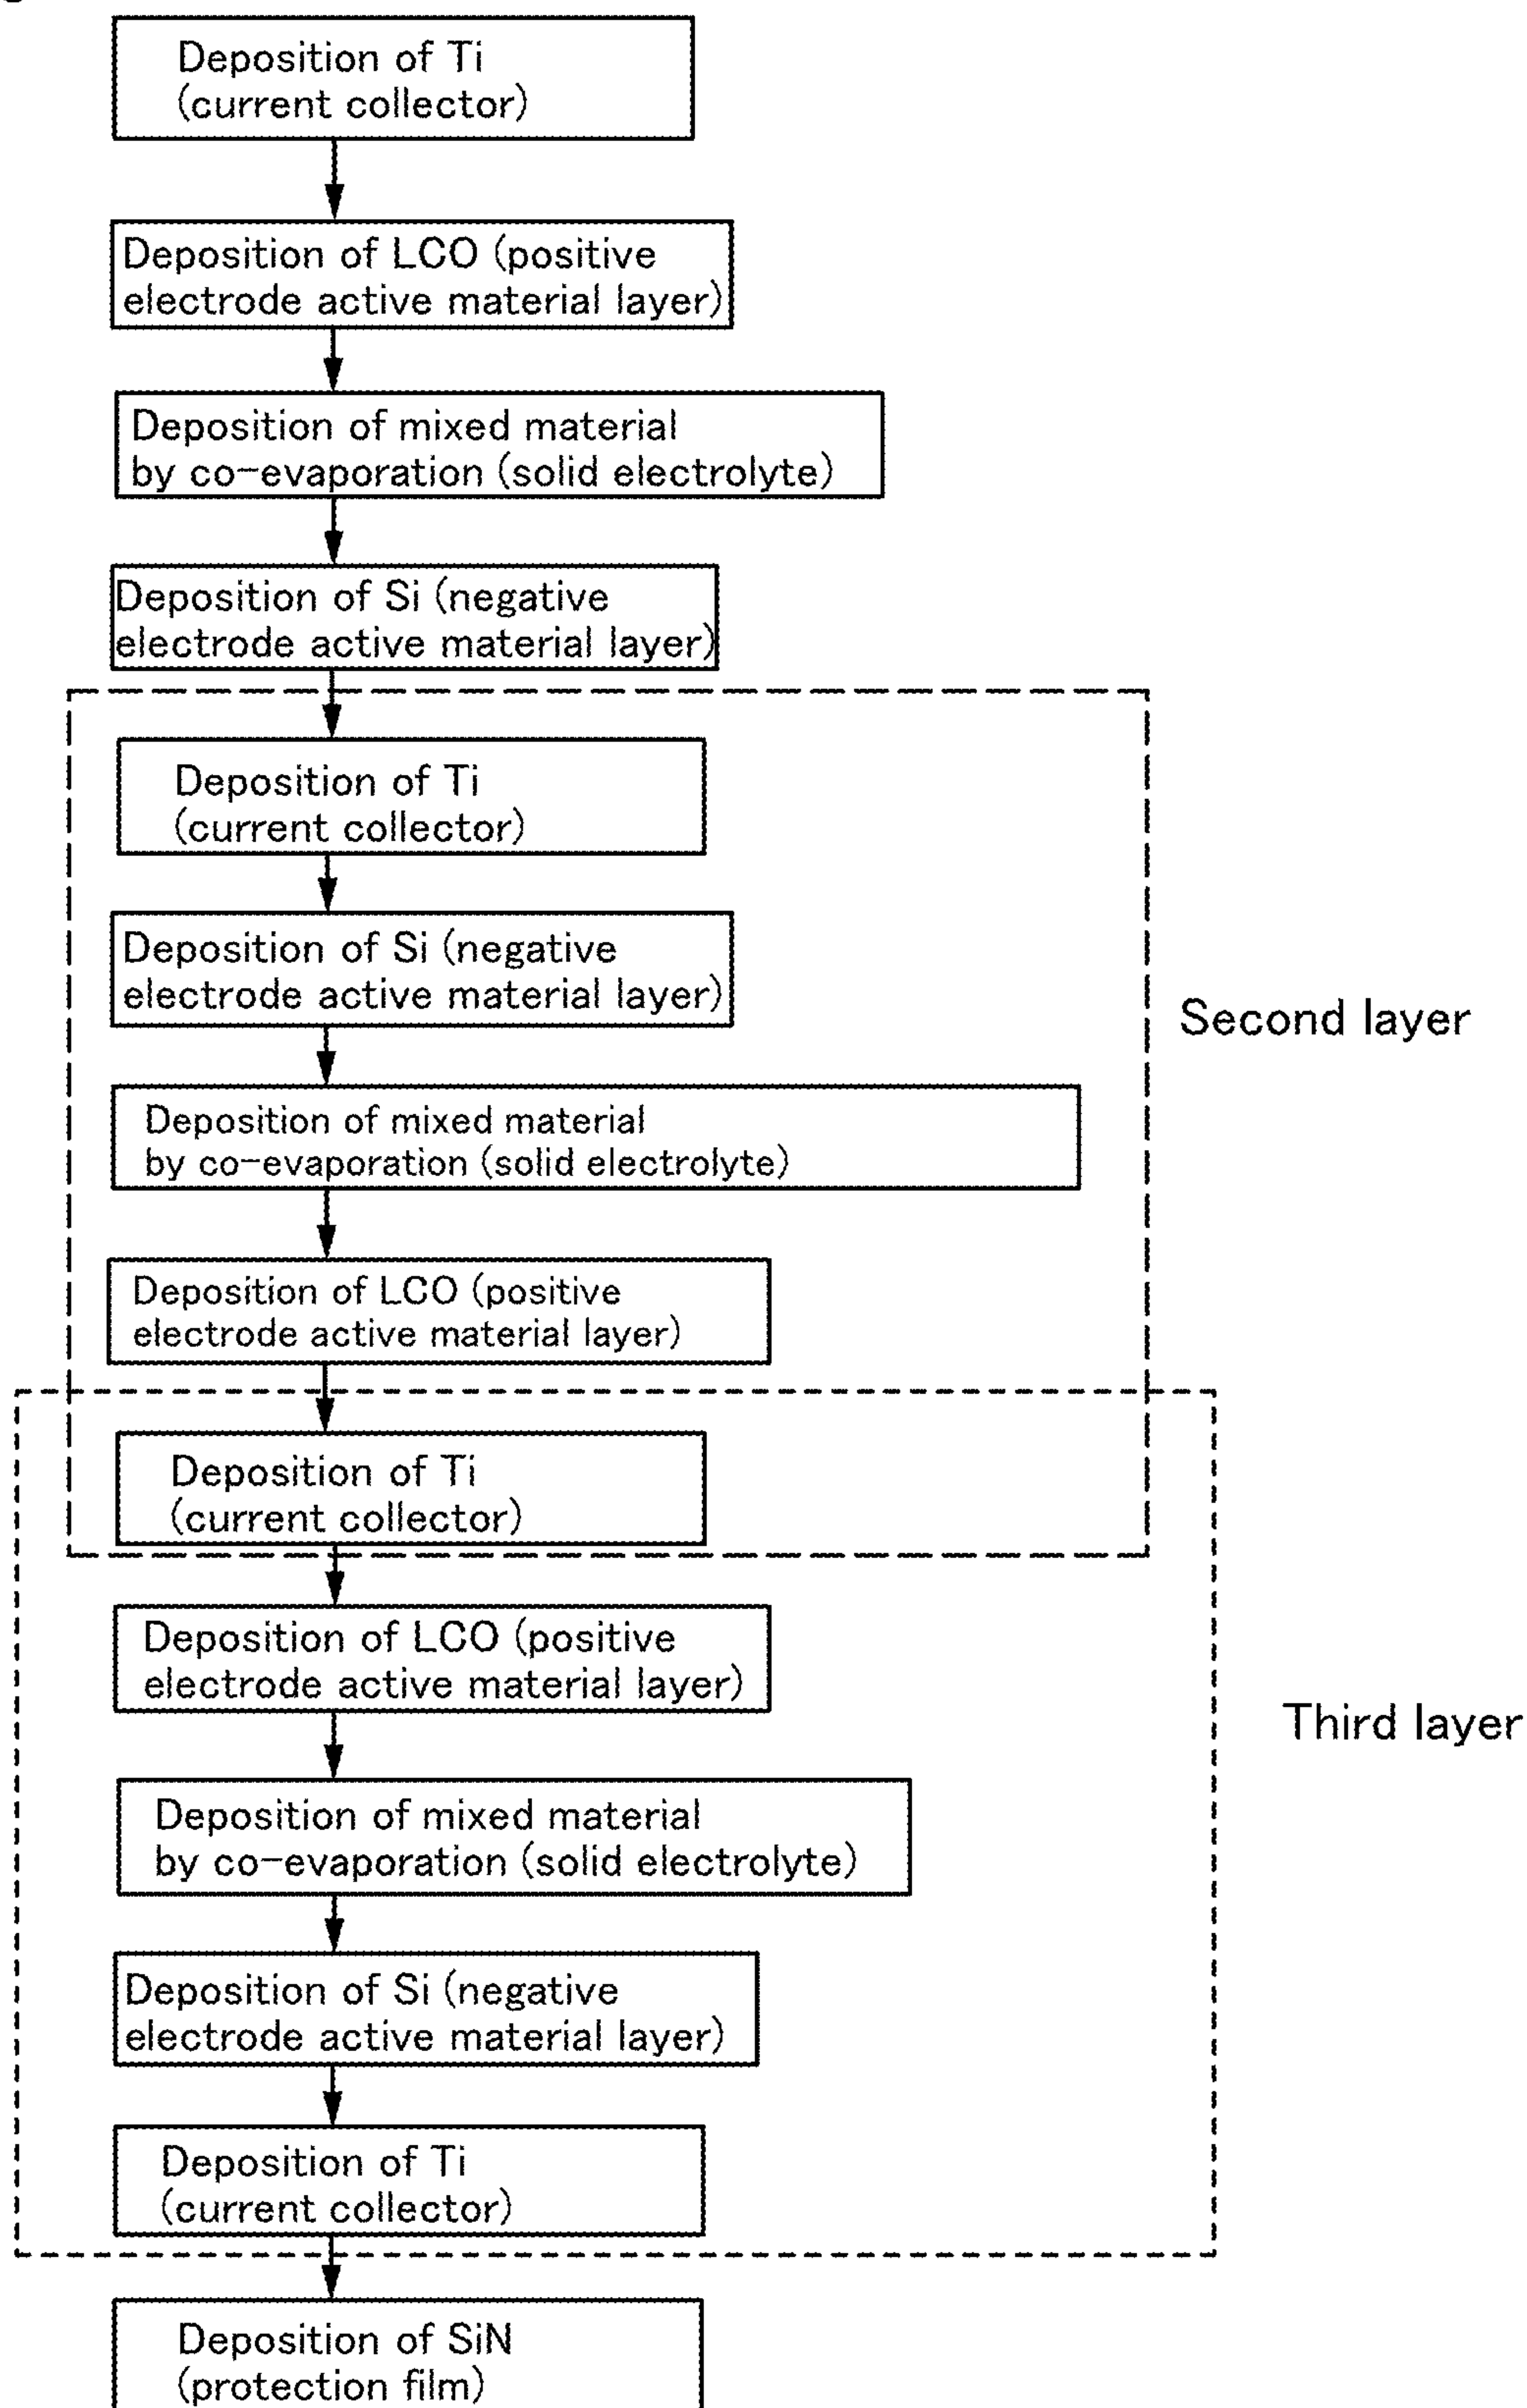 Deposition of Ti
(current collector)
Deposition of LCO (positive
electrode active material layer)
Deposition of mixed material
by co-evaporation (solid electrolyte)
Deposition of Si (negative
electrode active material layer)
Deposition of Ti
(current collector)
Deposition of Si (negative
electrode active material layer)
Second layer
Deposition of mixed material
by co-evaporation (solid electrolyte)
Deposition of LCO (positive
electrode active material layer)
Deposition of Ti
(current collector)
Deposition of LCO (positive
electrode active material layer)
Third layer
Deposition of mixed material
by co-evaporation (solid electrolyte)
Deposition of Si (negative
electrode active material layer)
Deposition of Ti
(current collector)
Deposition of SiN
(protection film)